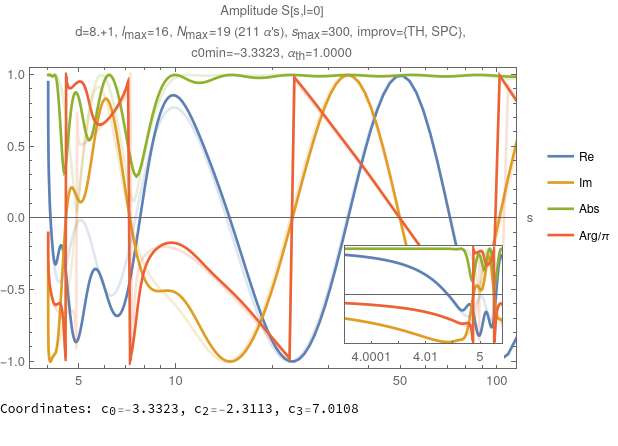 Amplitude S[s,l=0]
d=8.+1, lmax=16, Nmax=19 (211 α's), smax=300, improv={TH, SPC},
c0min=−3.3323, αth=1.0000
1.0
0.5
0.0
−0.5
−1.0
5
10
50
100
s
4.0001
4.01
5
Re
Im
Abs
Arg/π
Coordinates: c0=-3.3323, c2=-2.3113, c3=7.0108